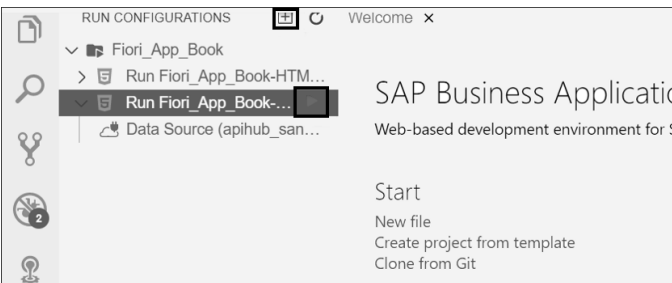 RUN CONFIGURATIONS
Welcome ×
Fiori_App_Book
Run Fiori_App_Book-HTM...
Run Fiori_App_Book-...
Data Source (apihub_san...
SAP Business Applicatio
Web-based development environment for S
Start
New file
Create project from template
Clone from Git
2